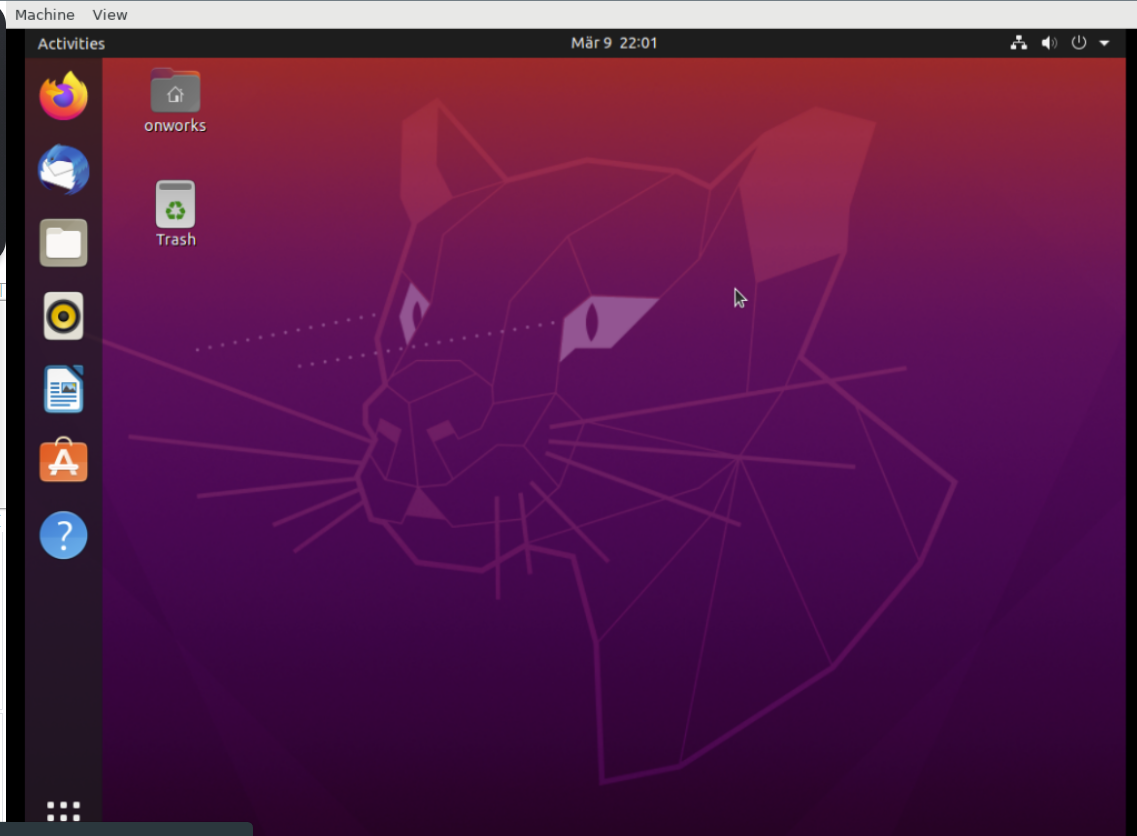 Machine View
Activities
Mär 9 22:01
onworks
Trash